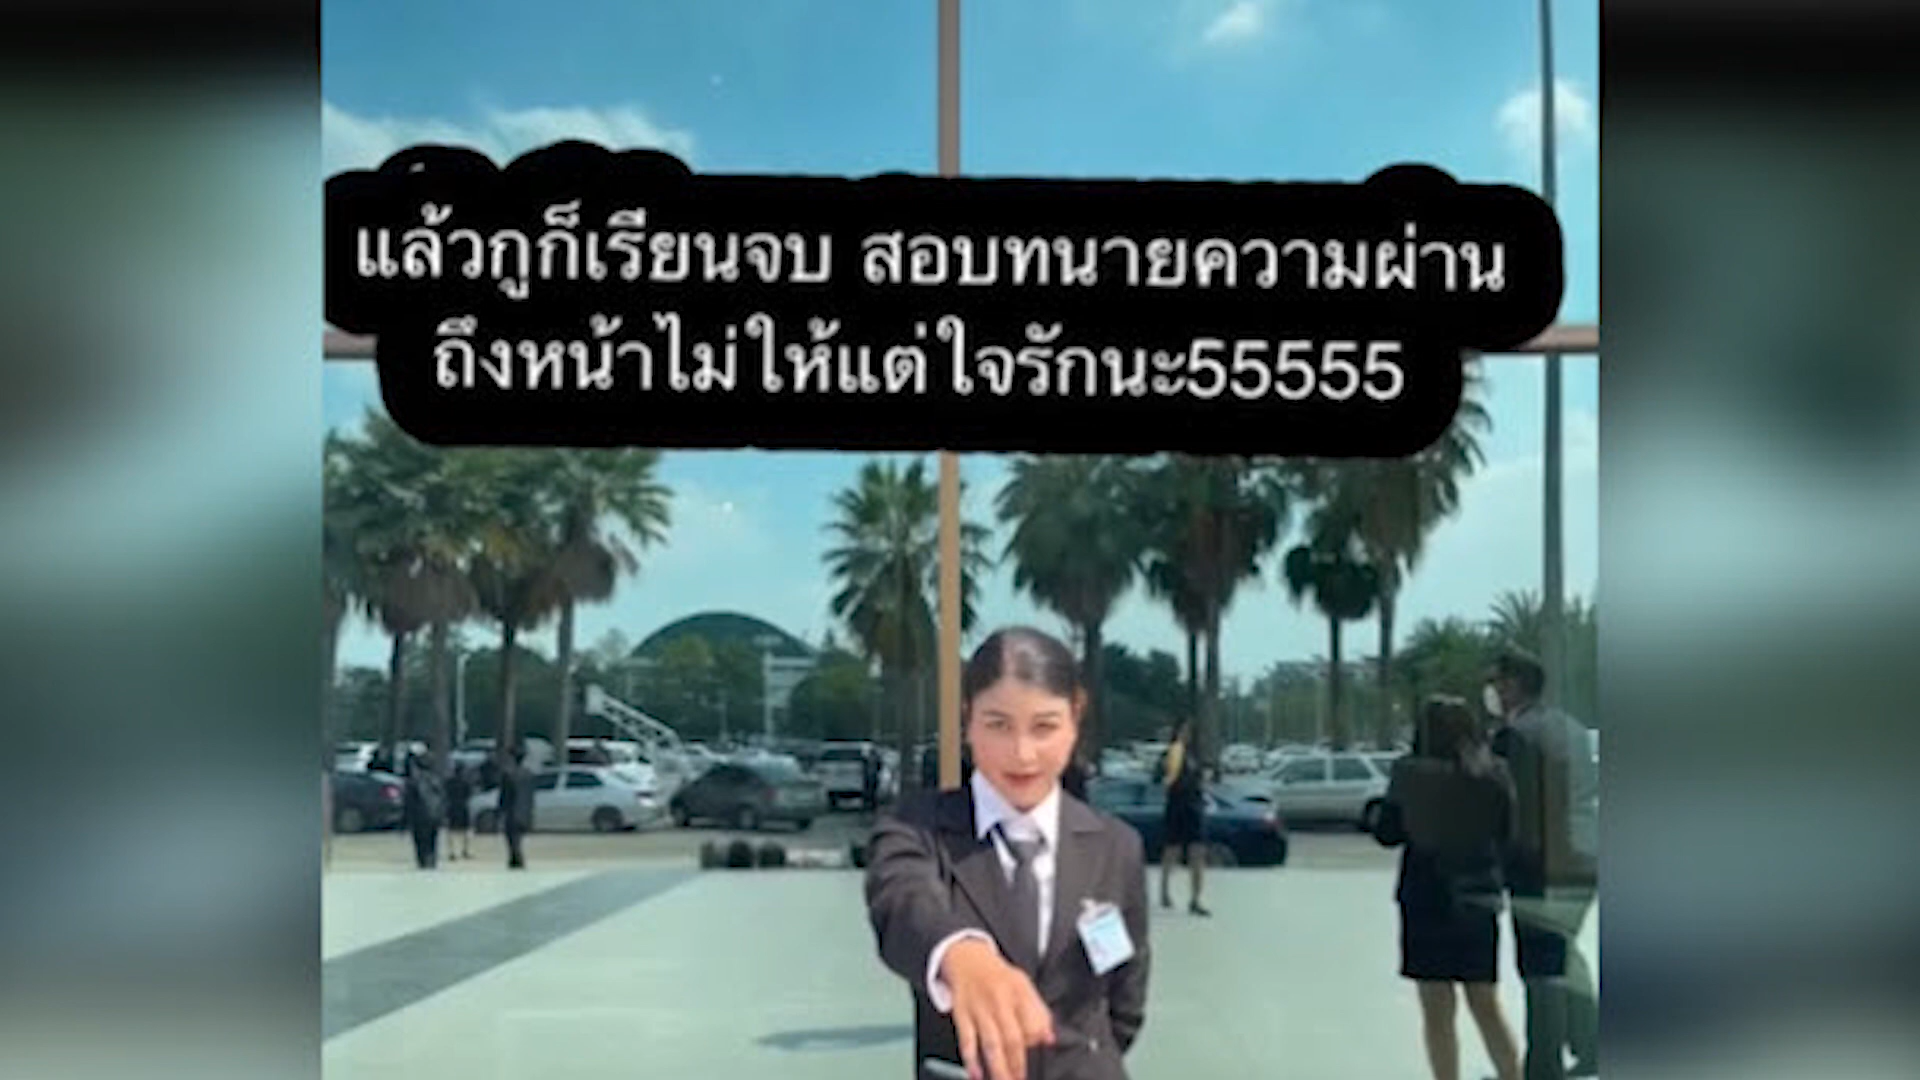 แล้วกูก็เรียนจบ สอบทนายความผ่าน
ถึงหน้าไม่ให้แต่ใจรักนะ55555